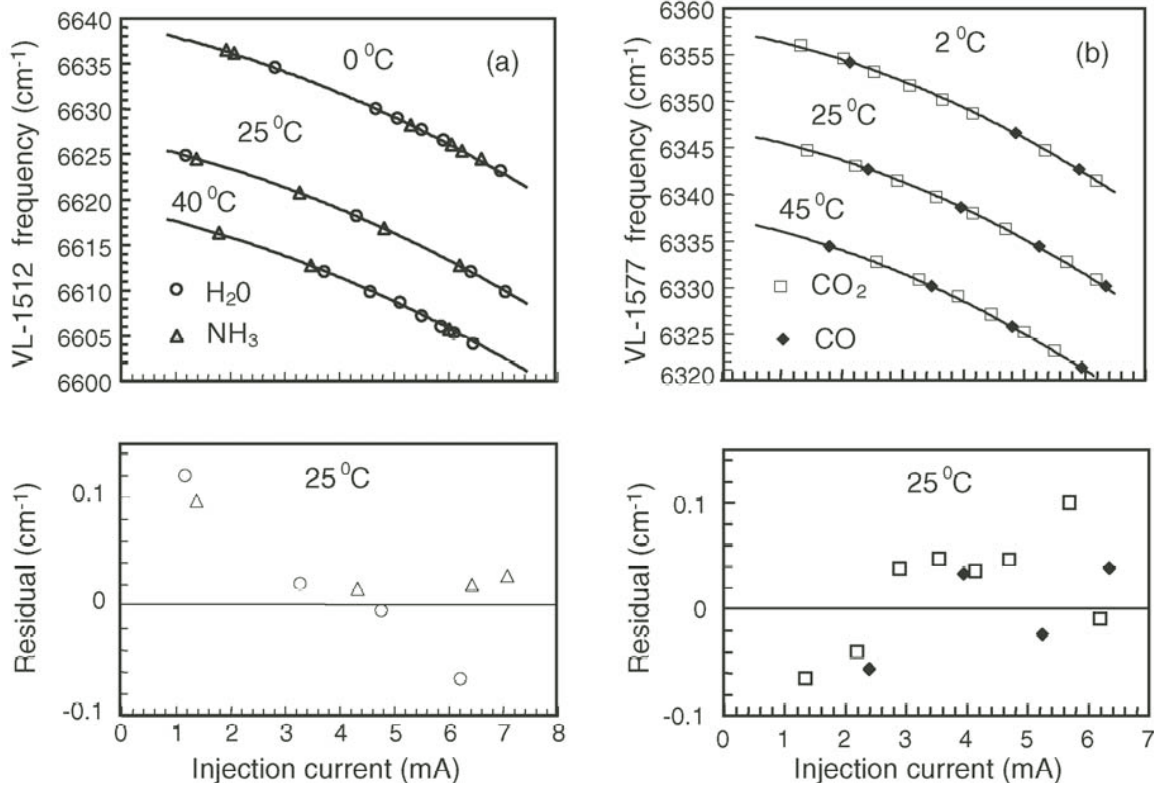 VL-1512 frequency (cm⁻¹)
6640
6635
6630
6625
6620
6615
6610
6605
6600
0 ⁰C
(a)
25 ⁰C
40 ⁰C
H₂0
NH₃
VL-1577 frequency (cm⁻¹)
6360
6355
6350
6345
6340
6335
6330
6325
6320
2 ⁰C
(b)
25 ⁰C
45 ⁰C
CO₂
CO
Residual (cm⁻¹)
0.1
0
-0.1
25 ⁰C
0 1 2 3 4 5 6 7 8
Injection current (mA)
Residual (cm⁻¹)
0.1
0
-0.1
25 ⁰C
0 1 2 3 4 5 6 7
Injection current (mA)